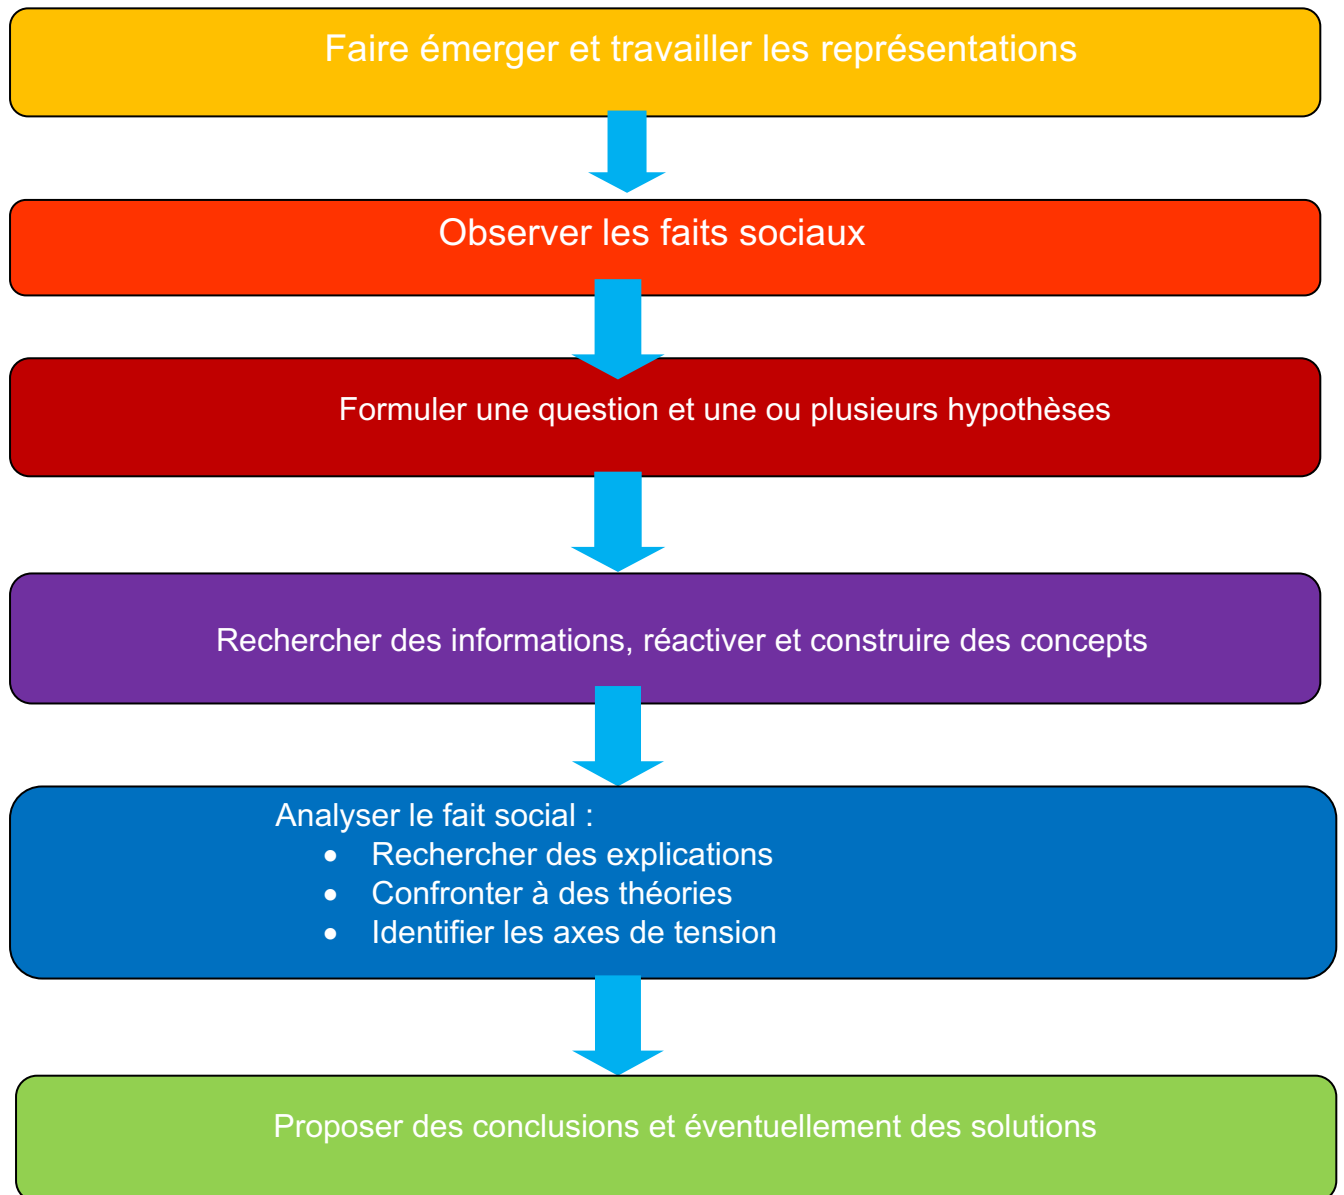 Faire émerger et travailler les représentations
Observer les faits sociaux
Formuler une question et une ou plusieurs hypothèses
Rechercher des informations, réactiver et construire des concepts
Analyser le fait social :
• Rechercher des explications
• Confronter à des théories
• Identifier les axes de tension
Proposer des conclusions et éventuellement des solutions